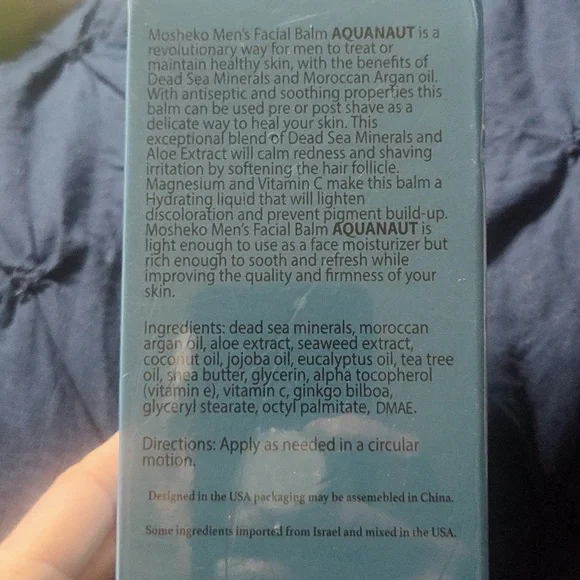 Mosheko Men's Facial Balm AQUANAUT is a
revolutionary way for men to treat or
maintain healthy skin, with the benefits of
Dead Sea Minerals and Moroccan Argan oil.
With antiseptic and soothing properties this
balm can be used pre or post shave as a
delicate way to heal your skin. This
exceptional blend of Dead Sea Minerals and
Aloe Extract will calm redness and shaving
irritation by softening the hair follicle.
Magnesium and Vitamin C make this balm a
Hydrating liquid that will lighten
discoloration and prevent pigment build-up.
Mosheko Men's Facial Balm AQUANAUT is
light enough to use as a face moisturizer but
rich enough to sooth and refresh while
improving the quality and firmness of your
skin.
Ingredients: dead sea minerals, moroccan
argan oil, aloe extract, seaweed extract,
coconut oil, jojoba oil, eucalyptus oil, tea tree
oil, shea butter, glycerin, alpha tocopherol
(vitamin e), vitamin c, ginkgo bilboa,
glyceryl stearate, octyl palmitate, DMAE.
Directions: Apply as needed in a circular
motion.
Designed in the USA packaging may be assemebled in China.
Some ingredients imported from Israel and mixed in the USA.